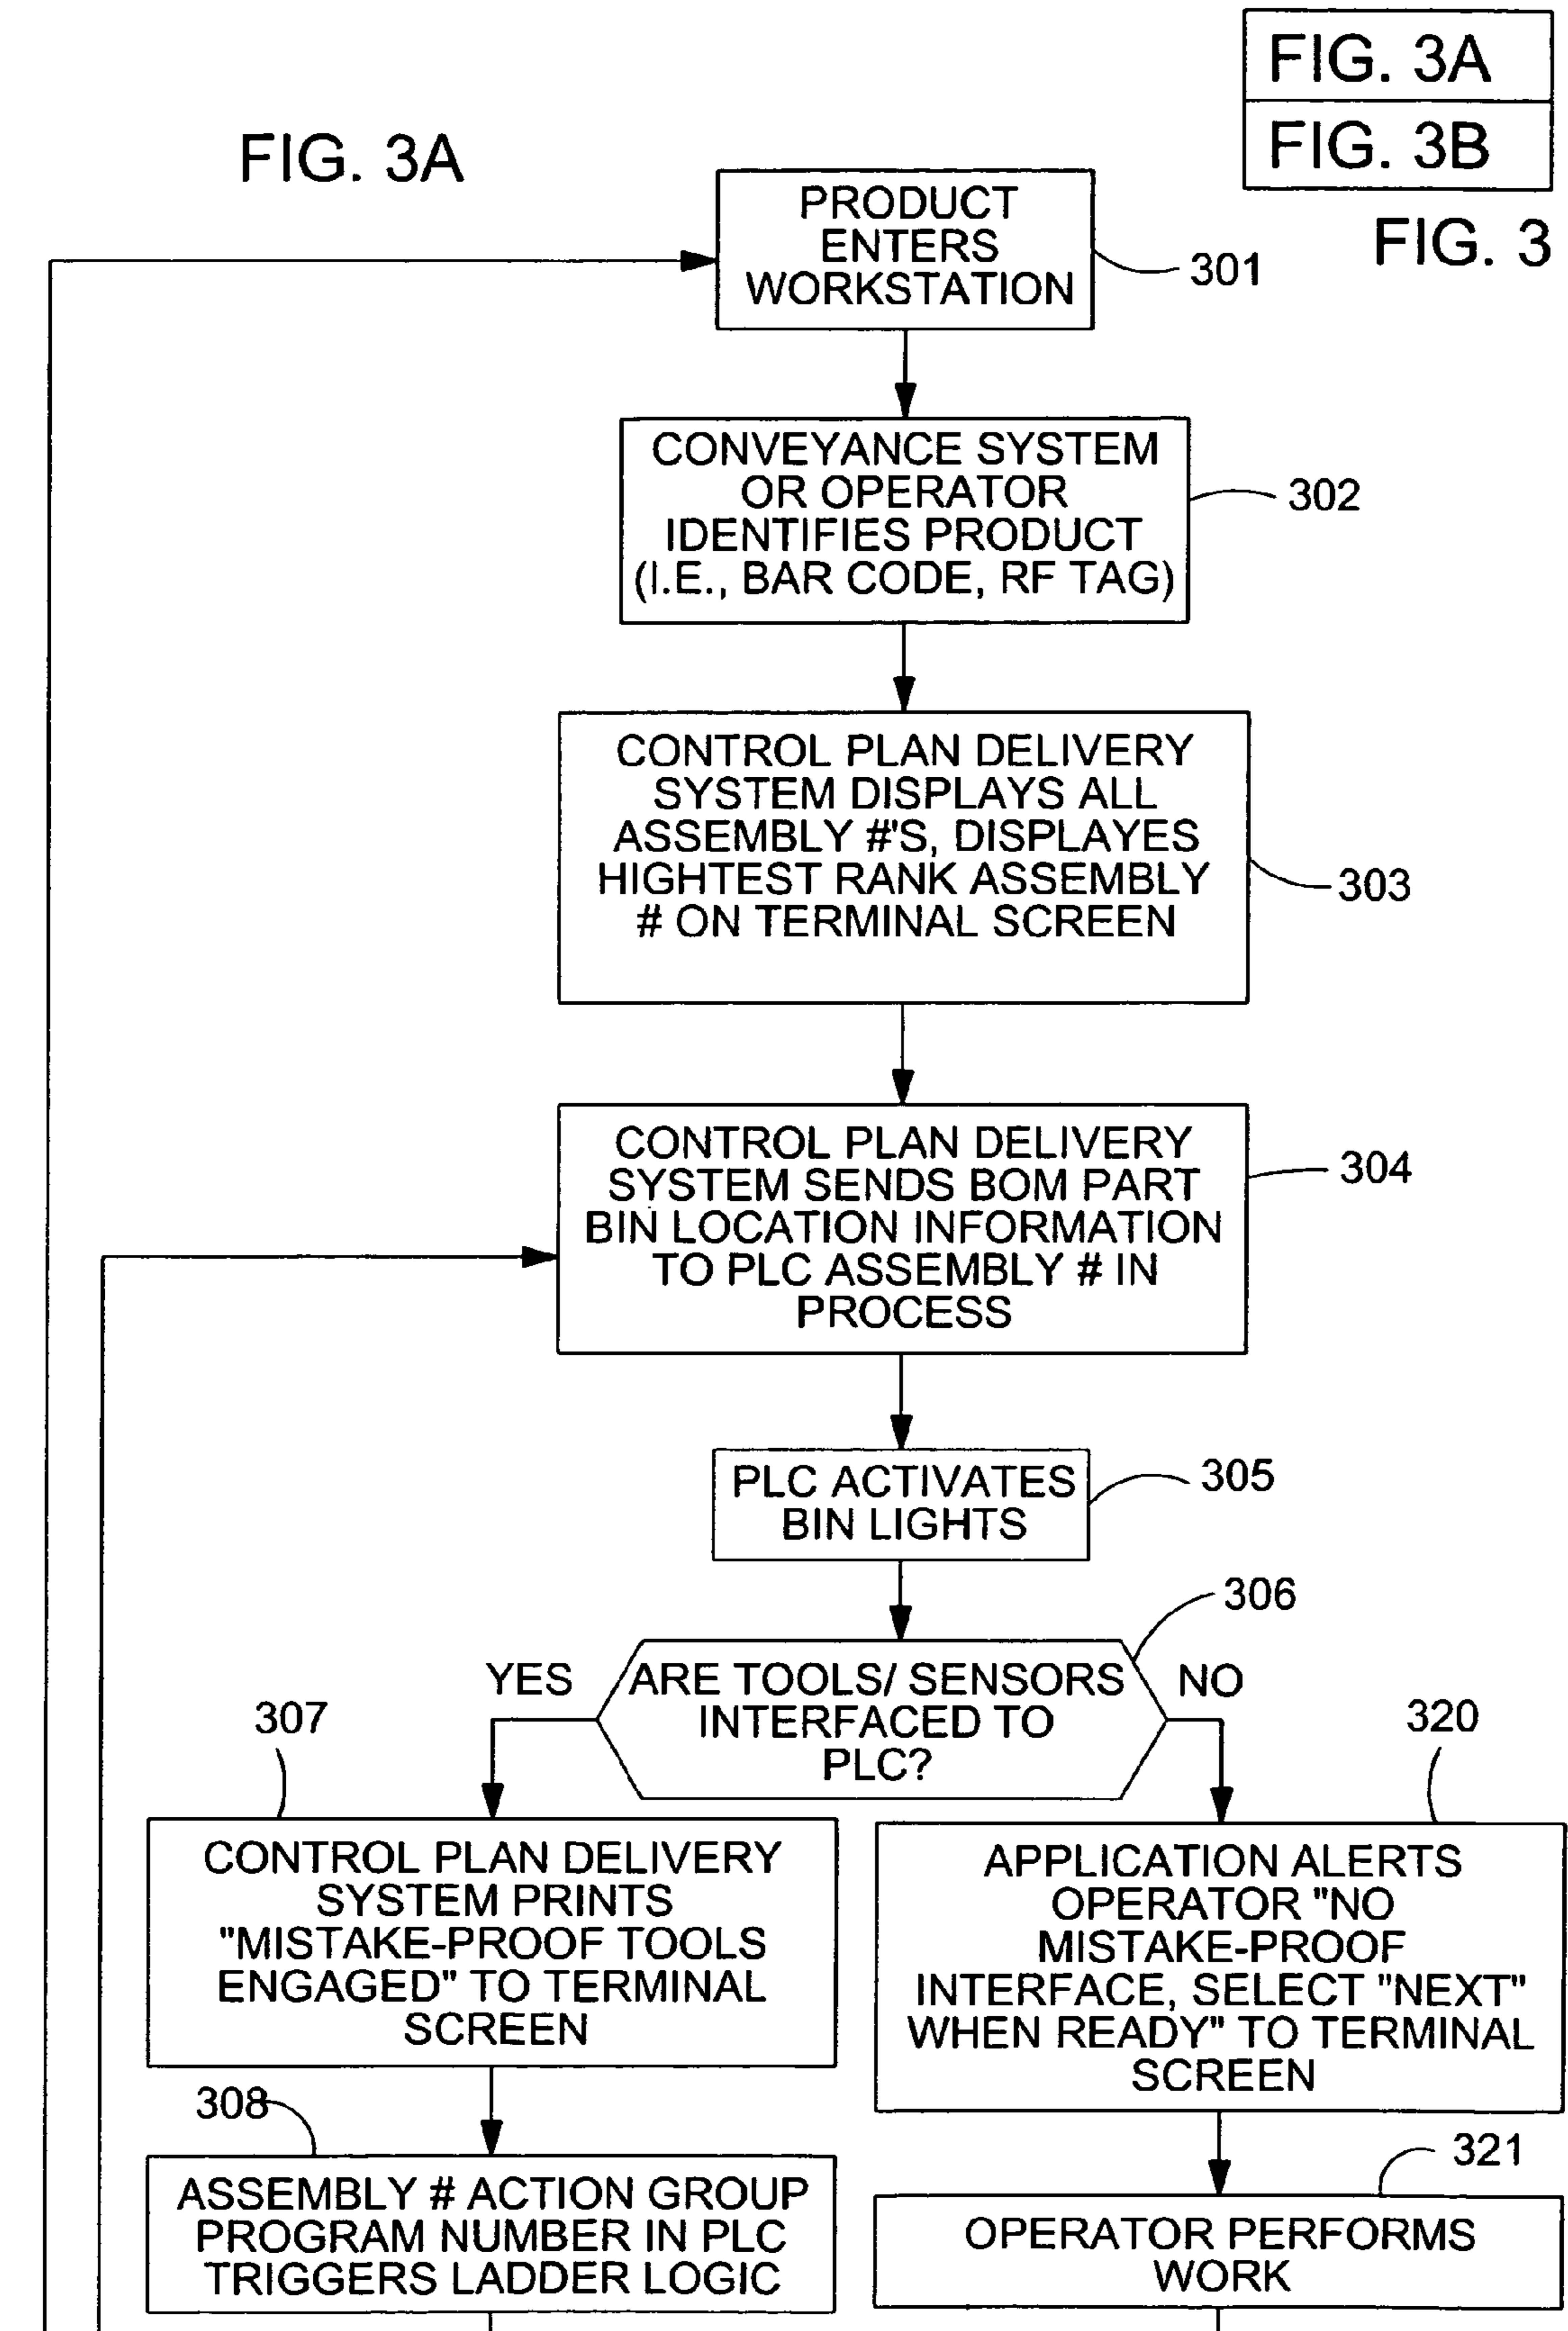 FIG. 3A
FIG. 3B
FIG. 3
FIG. 3A
PRODUCT
ENTERS
WORKSTATION
301
CONVEYANCE SYSTEM
OR OPERATOR
IDENTIFIES PRODUCT
(I.E., BAR CODE, RF TAG)
302
CONTROL PLAN DELIVERY
SYSTEM DISPLAYS ALL
ASSEMBLY #'S, DISPLAYES
HIGHTEST RANK ASSEMBLY
# ON TERMINAL SCREEN
303
CONTROL PLAN DELIVERY
SYSTEM SENDS BOM PART
BIN LOCATION INFORMATION
TO PLC ASSEMBLY # IN
PROCESS
304
PLC ACTIVATES
BIN LIGHTS
305
306
YES
ARE TOOLS/ SENSORS
INTERFACED TO
PLC?
NO
307
CONTROL PLAN DELIVERY
SYSTEM PRINTS
"MISTAKE-PROOF TOOLS
ENGAGED" TO TERMINAL
SCREEN
320
APPLICATION ALERTS
OPERATOR "NO
MISTAKE-PROOF
INTERFACE, SELECT "NEXT"
WHEN READY" TO TERMINAL
SCREEN
308
ASSEMBLY # ACTION GROUP
PROGRAM NUMBER IN PLC
TRIGGERS LADDER LOGIC
321
OPERATOR PERFORMS
WORK